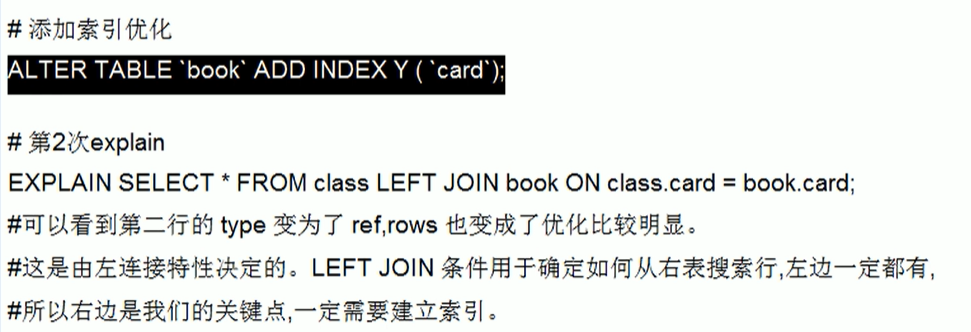 # 添加索引优化
ALTER TABLE `book` ADD INDEX Y ( `card`);
# 第2次explain
EXPLAIN SELECT * FROM class LEFT JOIN book ON class.card = book.card;
#可以看到第二行的 type 变为了 ref,rows 也变成了优化比较明显。
#这是由左连接特性决定的。LEFT JOIN 条件用于确定如何从右表搜索行,左边一定都有,
#所以右边是我们的关键点,一定需要建立索引。